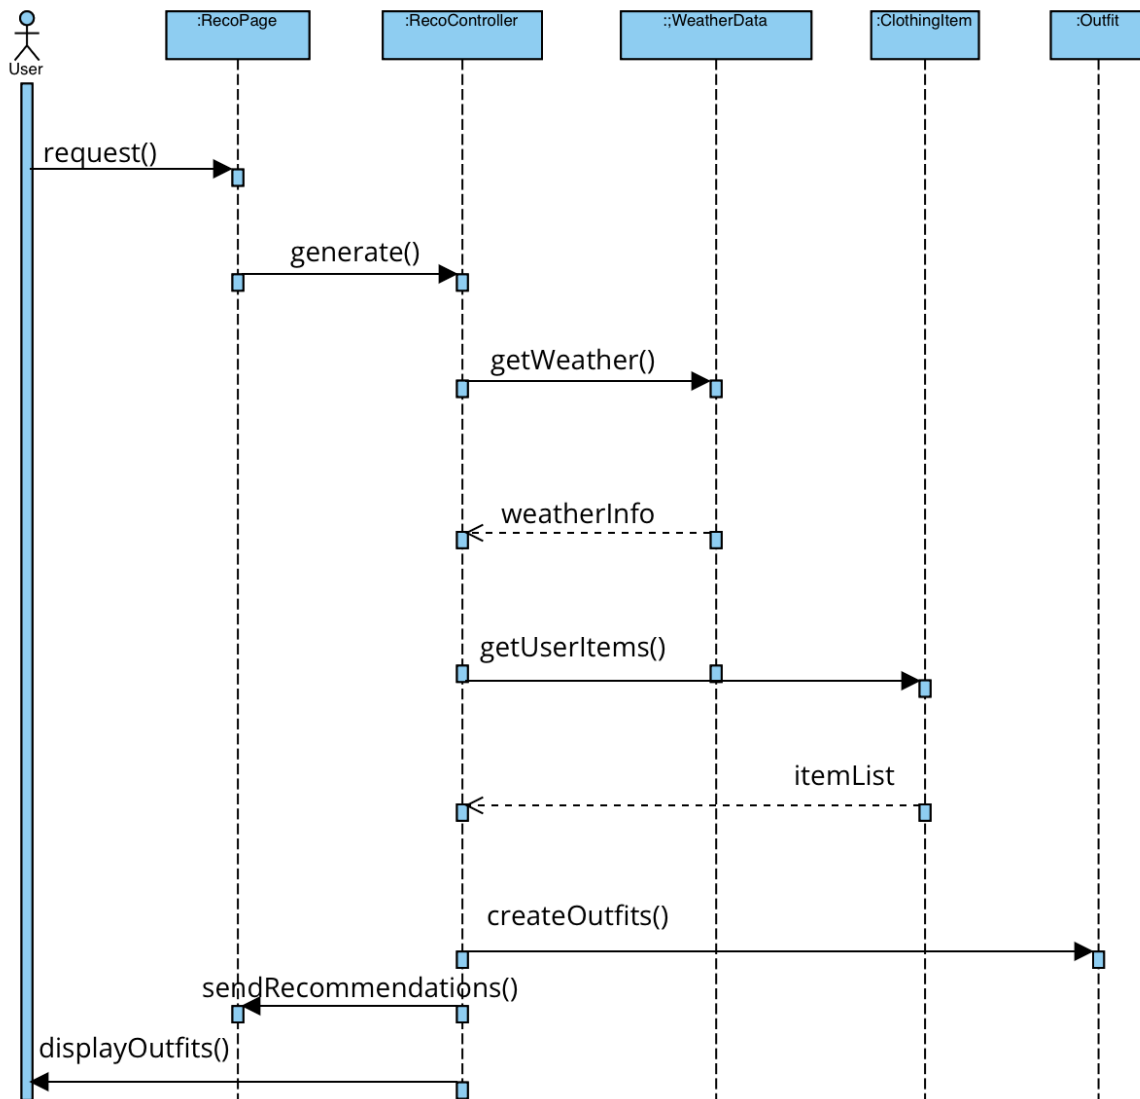 :RecoPage
:RecoController
:;WeatherData
:ClothingItem
:Outfit
User
request()
generate()
getWeather()
weatherInfo
getUserItems()
itemList
createOutfits()
sendRecommendations()
displayOutfits()